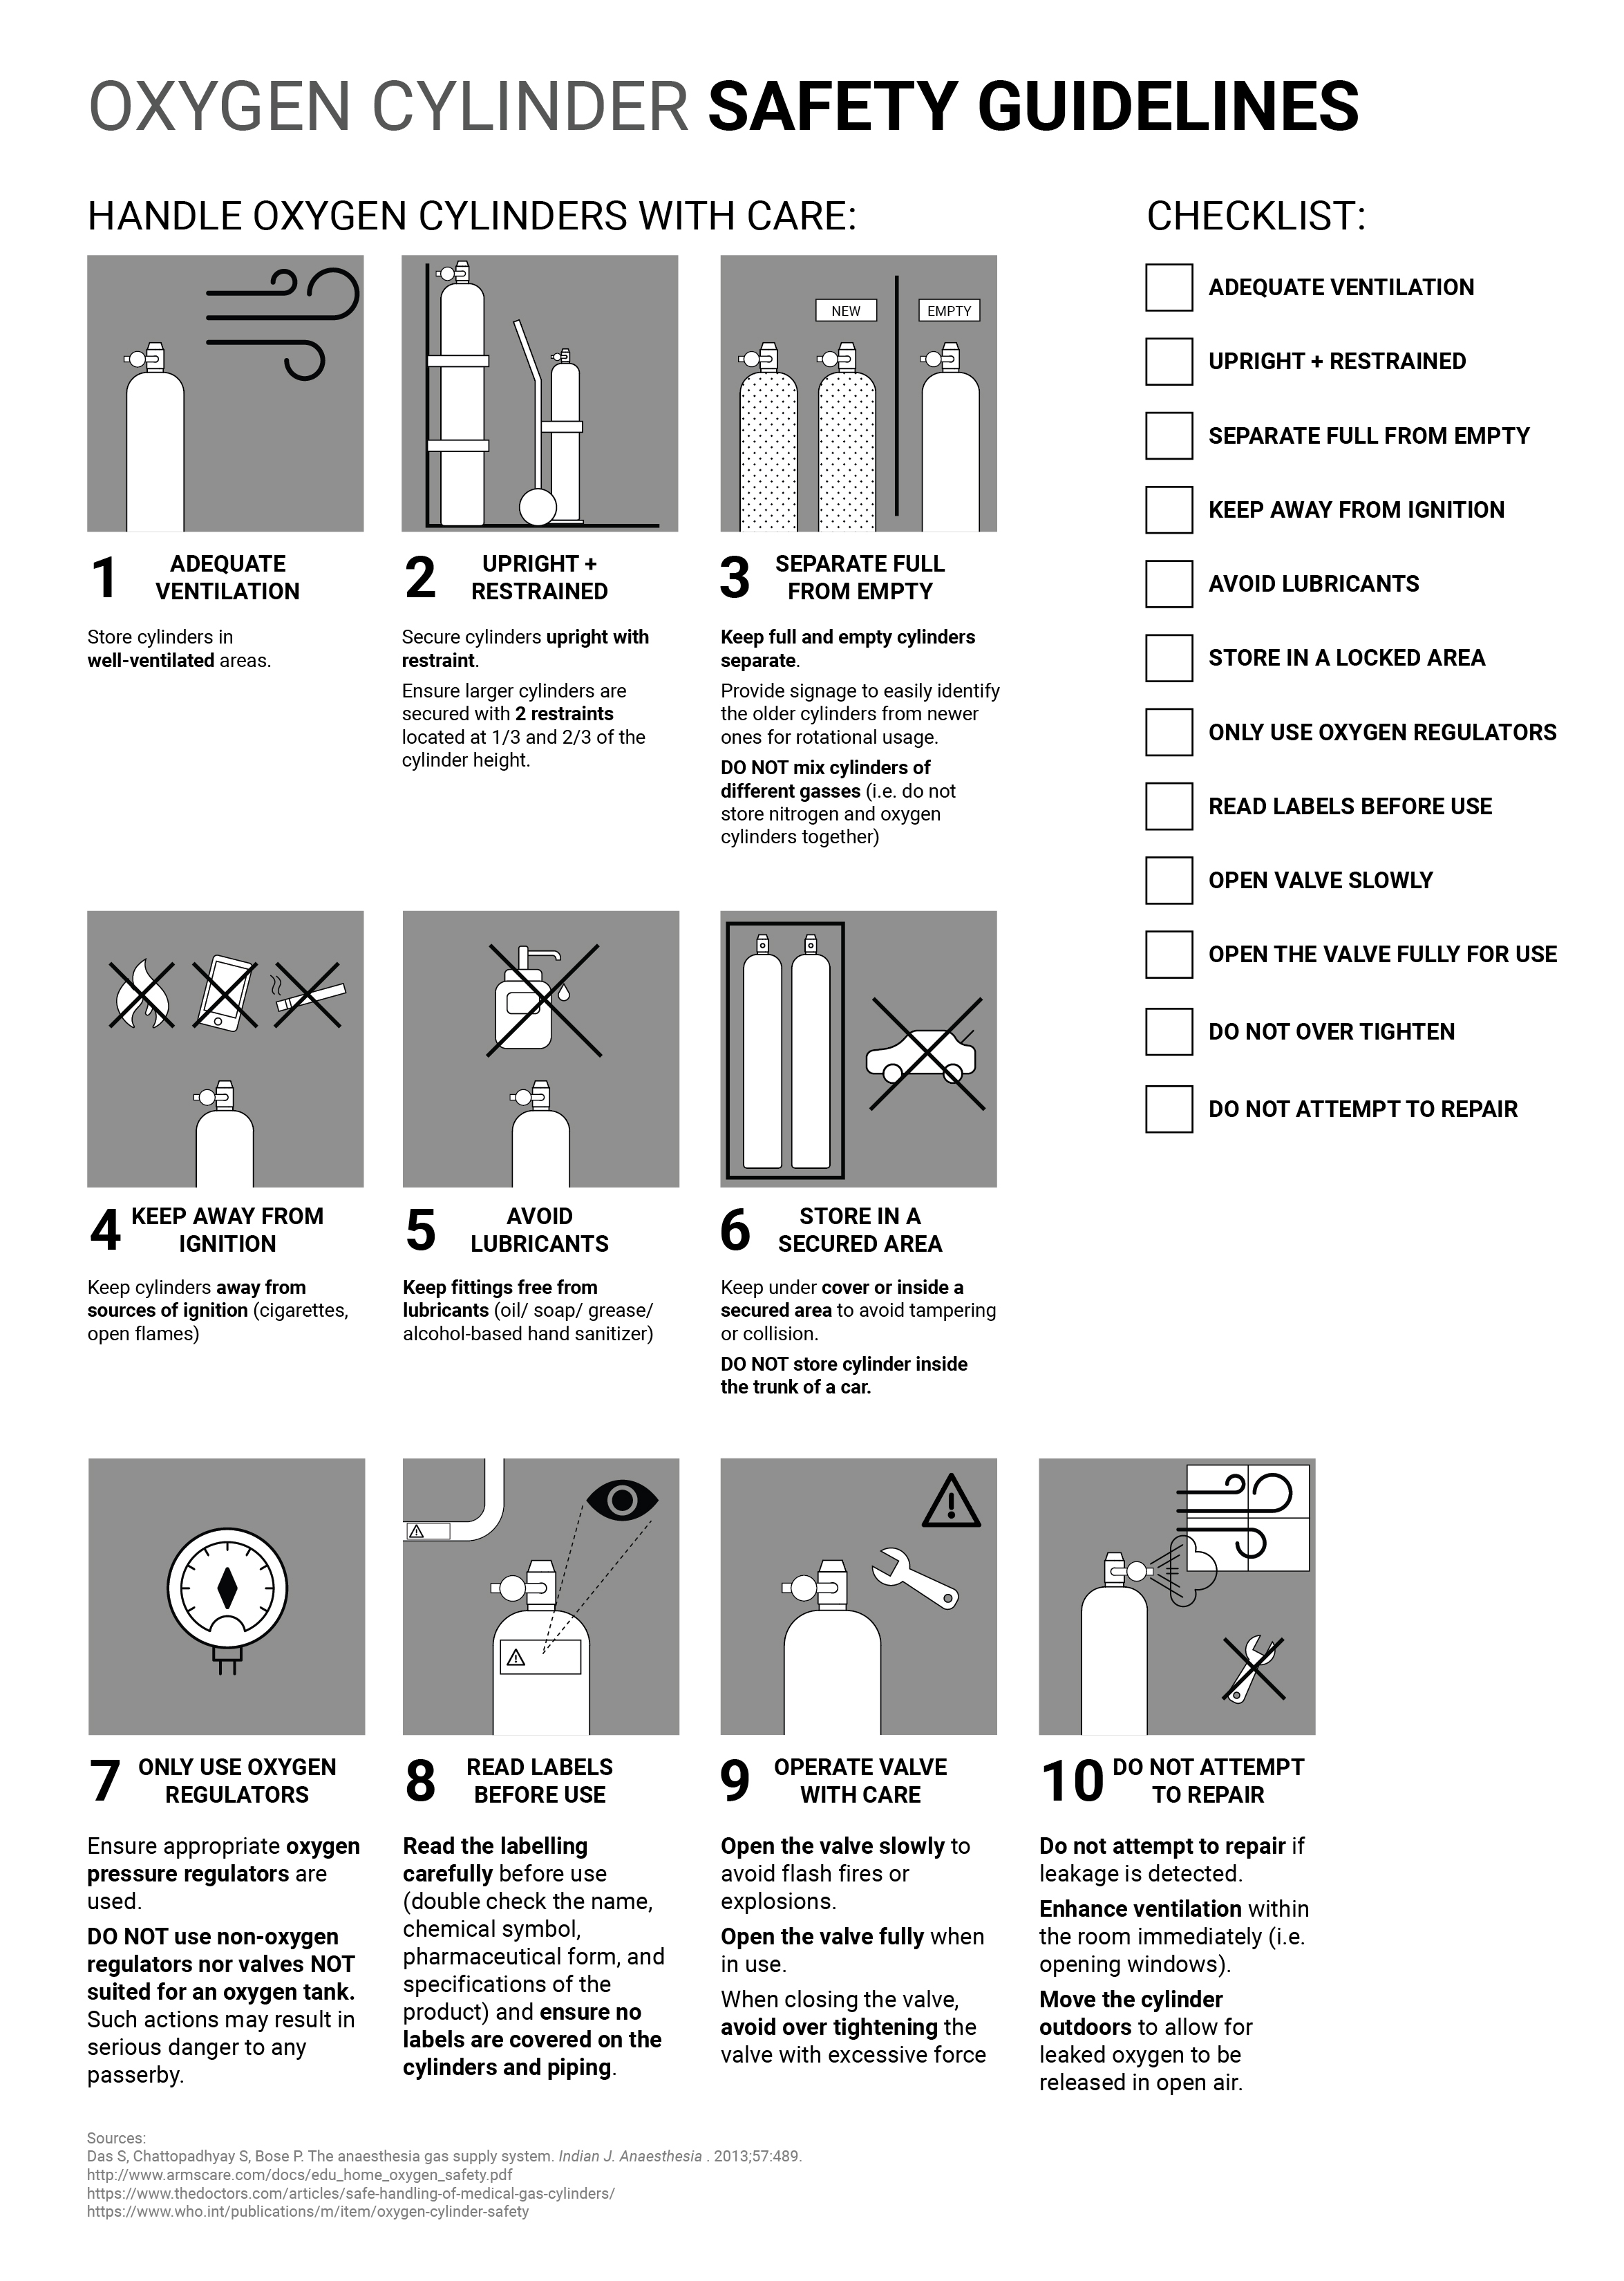 OXYGEN CYLINDER SAFETY GUIDELINES
HANDLE OXYGEN CYLINDERS WITH CARE:
NEW
EMPTY
1
ADEQUATE
VENTILATION
Store cylinders in
well-ventilated areas.
2
UPRIGHT +
RESTRAINED
Secure cylinders upright with
restraint.
Ensure larger cylinders are
secured with 2 restraints
located at 1/3 and 2/3 of the
cylinder height.
3
SEPARATE FULL
FROM EMPTY
Keep full and empty cylinders
separate.
Provide signage to easily identify
the older cylinders from newer
ones for rotational usage.
DO NOT mix cylinders of
different gasses (i.e. do not
store nitrogen and oxygen
cylinders together)
4
KEEP AWAY FROM
IGNITION
Keep cylinders away from
sources of ignition (cigarettes,
open flames)
5
AVOID
LUBRICANTS
Keep fittings free from
lubricants (oil/ soap/ grease/
alcohol-based hand sanitizer)
6
STORE IN A
SECURED AREA
Keep under cover or inside a
secured area to avoid tampering
or collision.
DO NOT store cylinder inside
the trunk of a car.
7
ONLY USE OXYGEN
REGULATORS
Ensure appropriate oxygen
pressure regulators are
used.
DO NOT use non-oxygen
regulators nor valves NOT
suited for an oxygen tank.
Such actions may result in
serious danger to any
passerby.
8
READ LABELS
BEFORE USE
Read the labelling
carefully before use
(double check the name,
chemical symbol,
pharmaceutical form, and
specifications of the
product) and ensure no
labels are covered on the
cylinders and piping.
9
OPERATE VALVE
WITH CARE
Open the valve slowly to
avoid flash fires or
explosions.
Open the valve fully when
in use.
When closing the valve,
avoid over tightening the
valve with excessive force
10
DO NOT ATTEMPT
TO REPAIR
Do not attempt to repair if
leakage is detected.
Enhance ventilation within
the room immediately (i.e.
opening windows).
Move the cylinder
outdoors to allow for
leaked oxygen to be
released in open air.
CHECKLIST:
ADEQUATE VENTILATION
UPRIGHT + RESTRAINED
SEPARATE FULL FROM EMPTY
KEEP AWAY FROM IGNITION
AVOID LUBRICANTS
STORE IN A LOCKED AREA
ONLY USE OXYGEN REGULATORS
READ LABELS BEFORE USE
OPEN VALVE SLOWLY
OPEN THE VALVE FULLY FOR USE
DO NOT OVER TIGHTEN
DO NOT ATTEMPT TO REPAIR
Sources:
Das S, Chattopadhyay S, Bose P. The anaesthesia gas supply system. Indian J. Anaesthesia . 2013;57:489.
http://www.armscare.com/docs/edu_home_oxygen_safety.pdf
https://www.thedoctors.com/articles/safe-handling-of-medical-gas-cylinders/
https://www.who.int/publications/m/item/oxygen-cylinder-safety